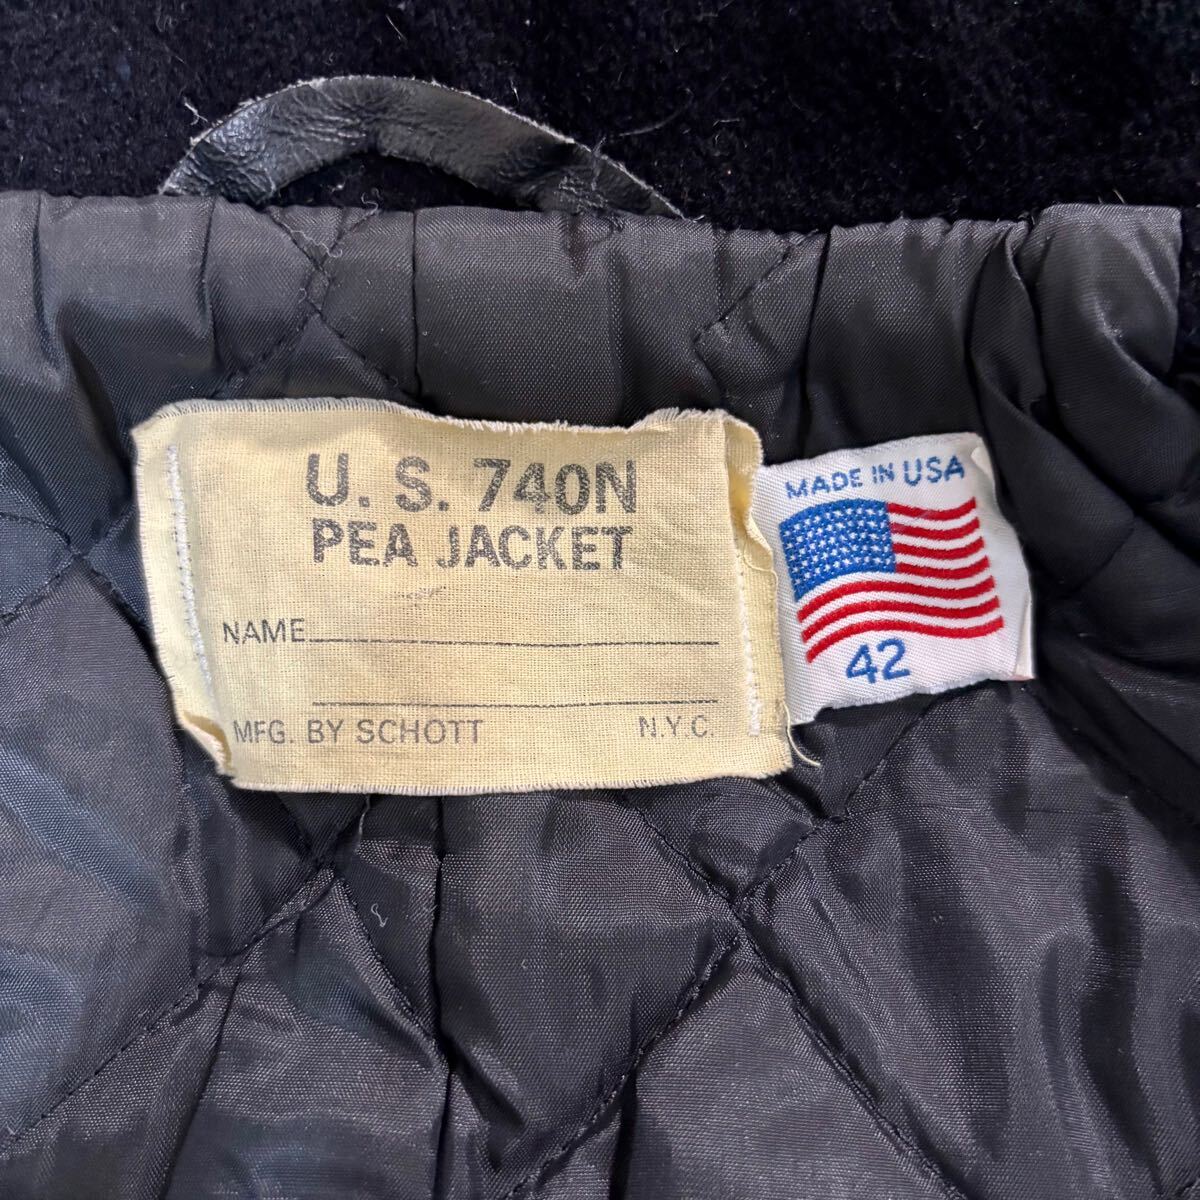 U. S. 740N
PEA JACKET
NAME
MFG. BY SCHOTT N.Y.C.
MADE IN USA
42